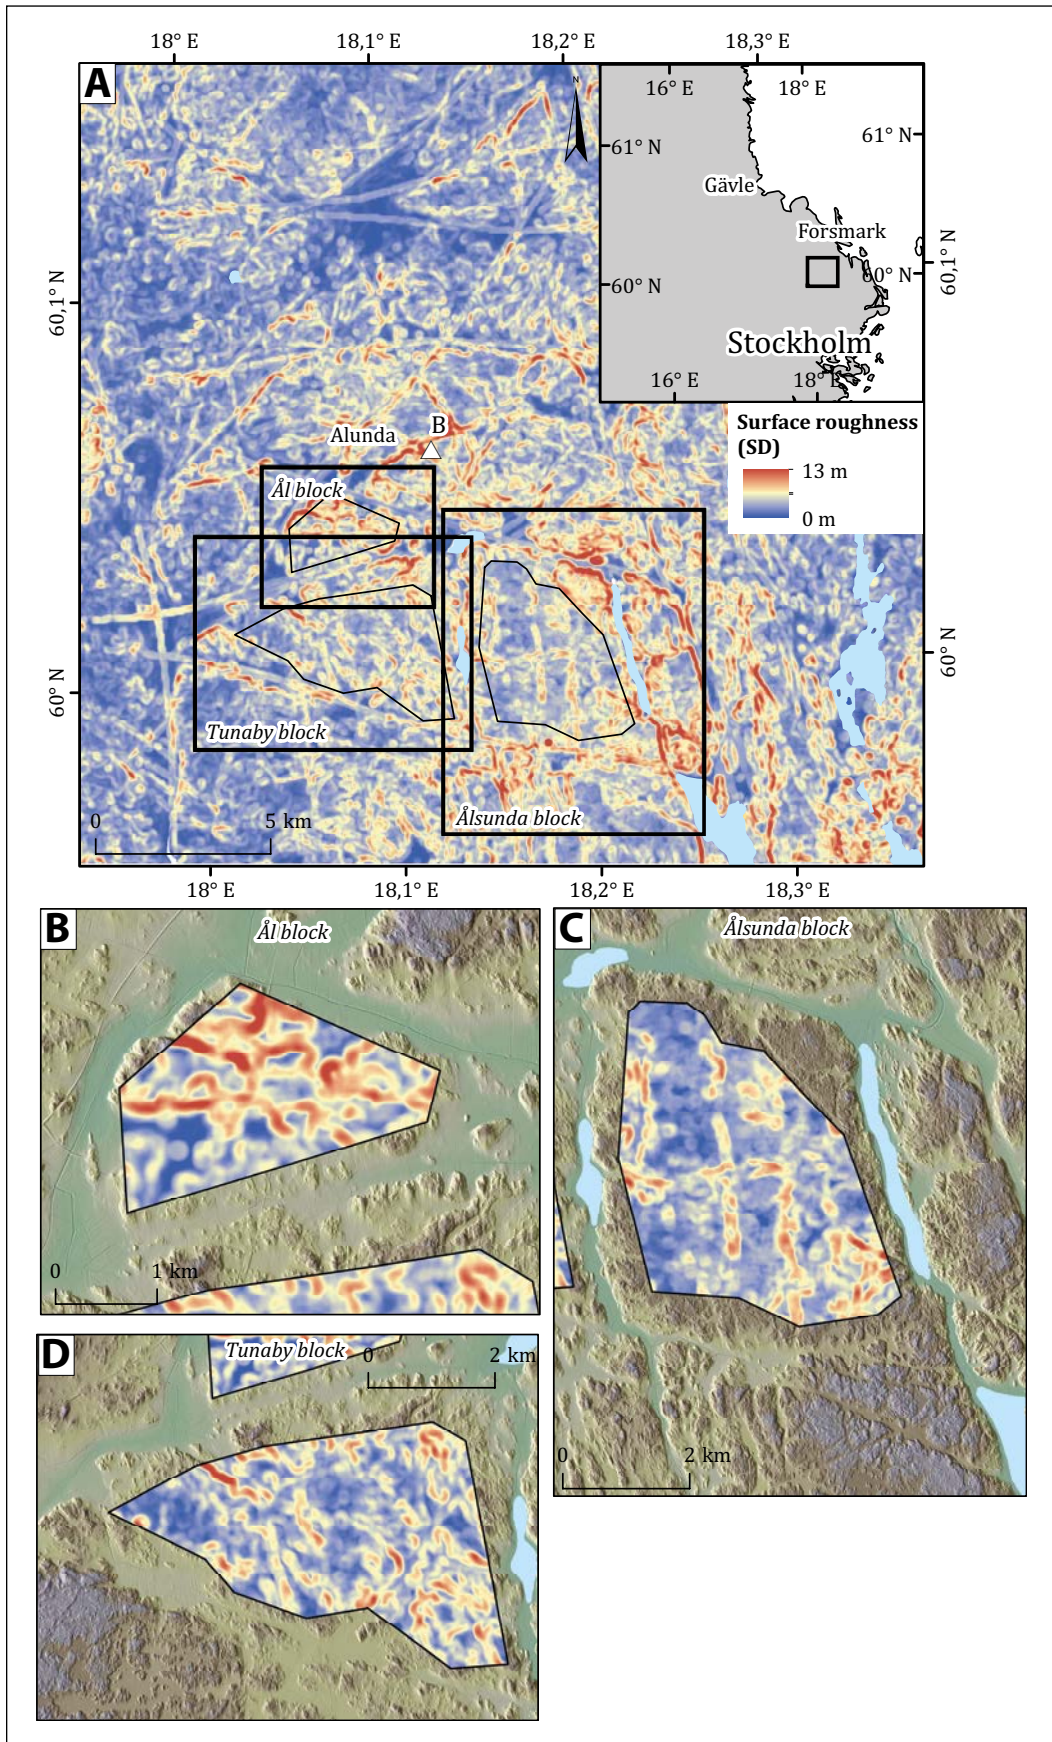 18° E 18,1° E 18,2° E 18,3° E
A
N
16° E 18° E
61° N 61° N
Gävle
Forsmark
60° N 60° N
Stockholm
16° E 18° E
60,1° N 60,1° N
Surface roughness
(SD)
13 m
0 m
B
Alunda
Ål block
60° N 60° N
Tunaby block
Ålsunda block
0 5 km
18° E 18,1° E 18,2° E 18,3° E
B
Ål block
0 1 km
C
Ålsunda block
0 2 km
D
Tunaby block
0 2 km